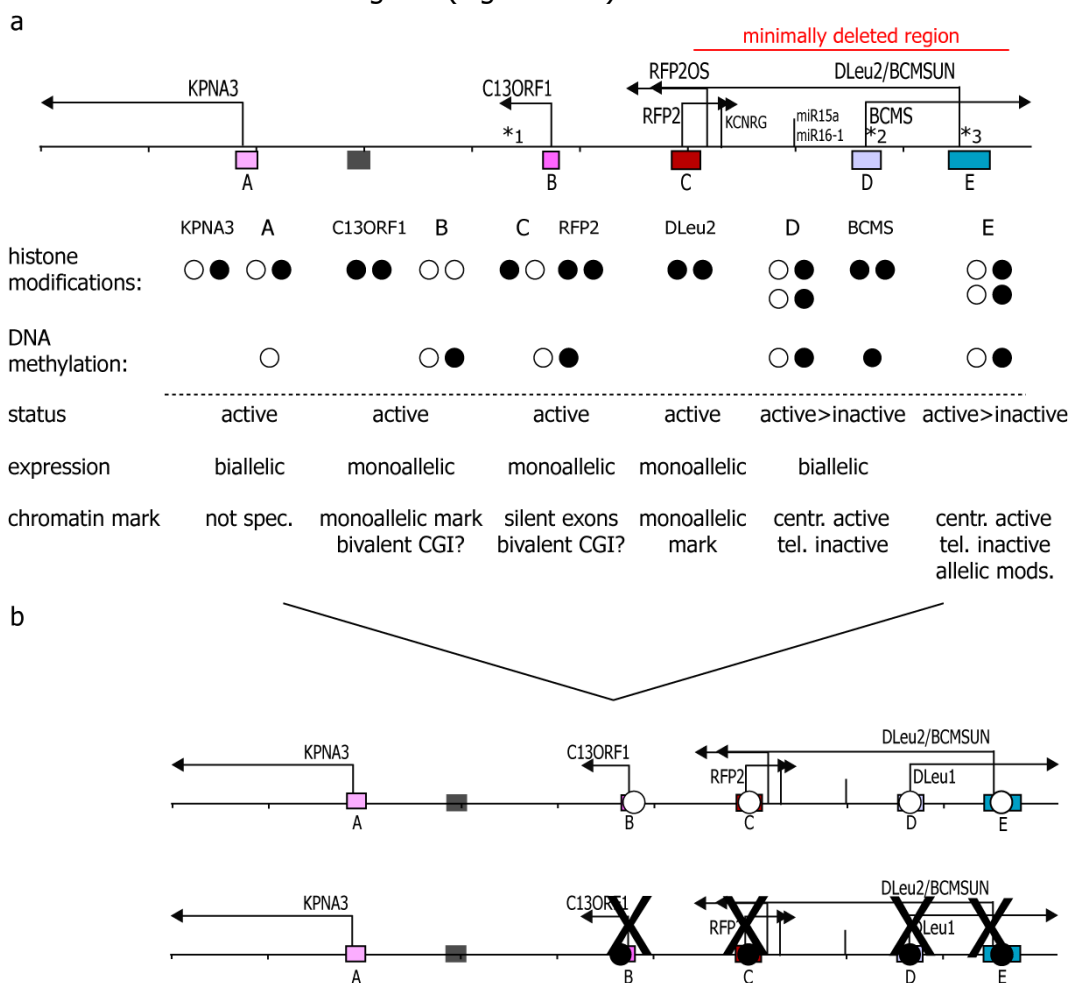 a
minimally deleted region
RFP2OS DLeu2/BCMSUN
KPNA3 C13ORF1
RFP2 KCNRG miR15a BCMS
miR16-1
*1 *2 *3
A B C D E
KPNA3 A C13ORF1 B C RFP2 DLeu2 D BCMS E
histone
modifications:
DNA
methylation:
status active active active active active>inactive active>inactive
expression biallelic monoallelic monoallelic monoallelic biallelic
chromatin mark not spec. monoallelic mark silent exons monoallelic centr. active centr. active
bivalent CGI? bivalent CGI? mark tel. inactive tel. inactive
allelic mods.
b
KPNA3 C13ORF1 DLeu2/BCMSUN
RFP2 DLeu1
A B C D E
KPNA3 C13ORF1 DLeu2/BCMSUN
RFP2 DLeu1
A B C D E